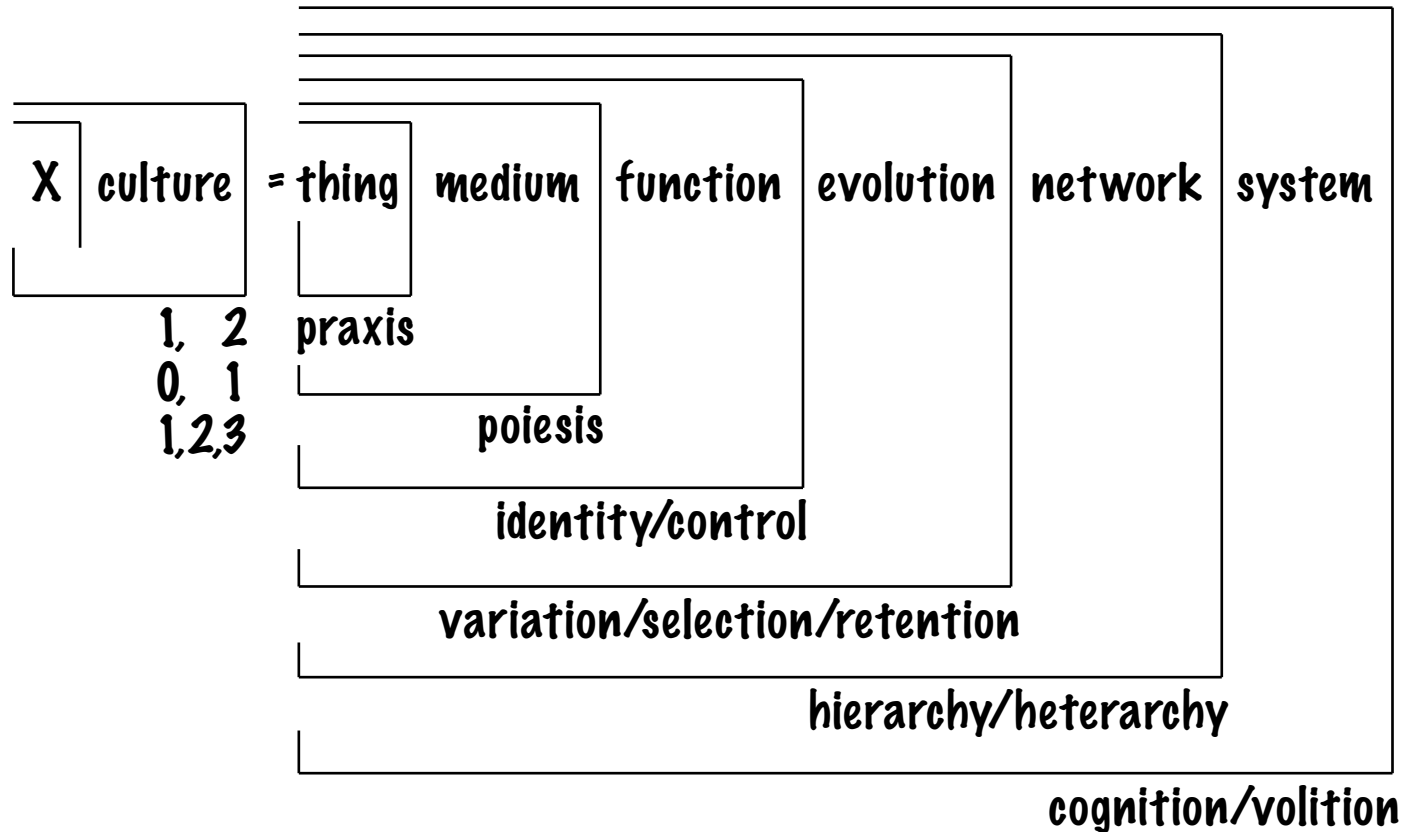 X culture = thing medium function evolution network system
1, 2 praxis
0, 1
1,2,3 poiesis
identity/control
variation/selection/retention
hierarchy/heterarchy
cognition/volition